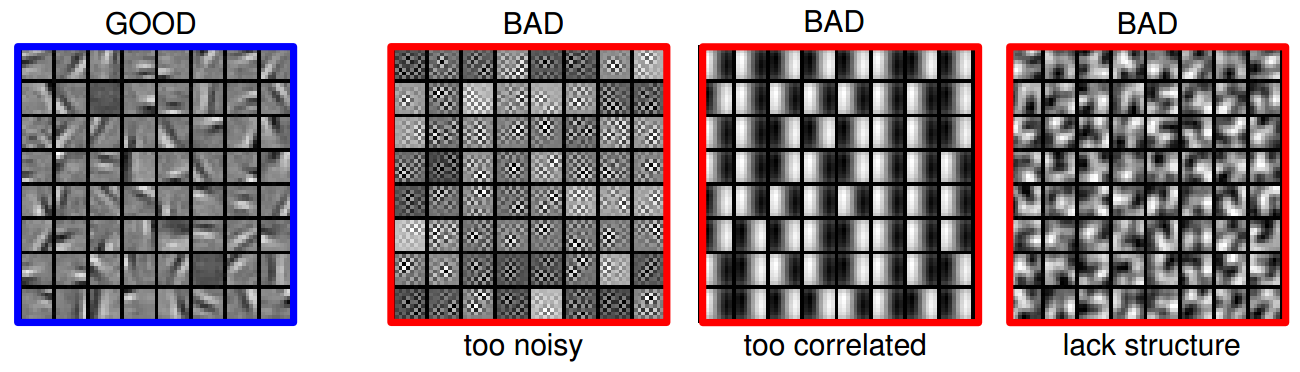 GOOD
BAD
BAD
BAD
too noisy
too correlated
lack structure